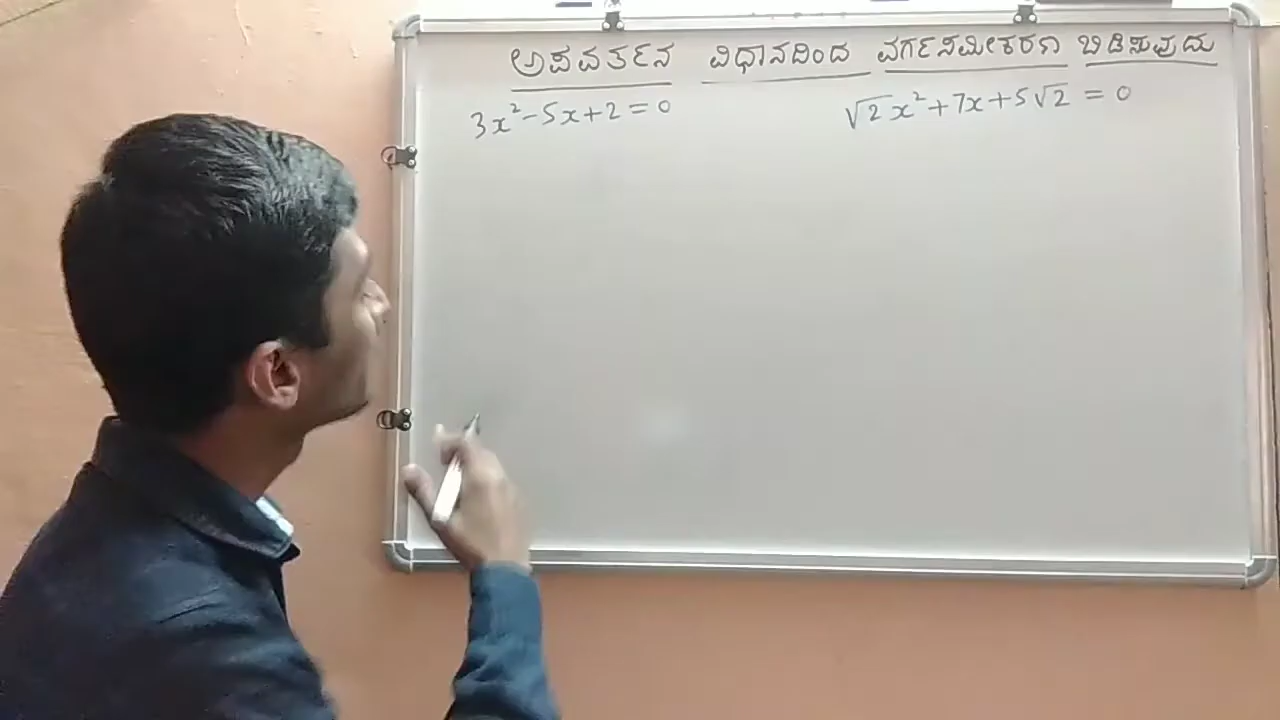 ಅಪವರ್ತನ ವಿಧಾನದಿಂದ ವರ್ಗಸಮೀಕರಣ ಬಿಡಿಸುವುದು
3x² - 5x + 2 = 0
√2 x² + 7x + 5√2 = 0